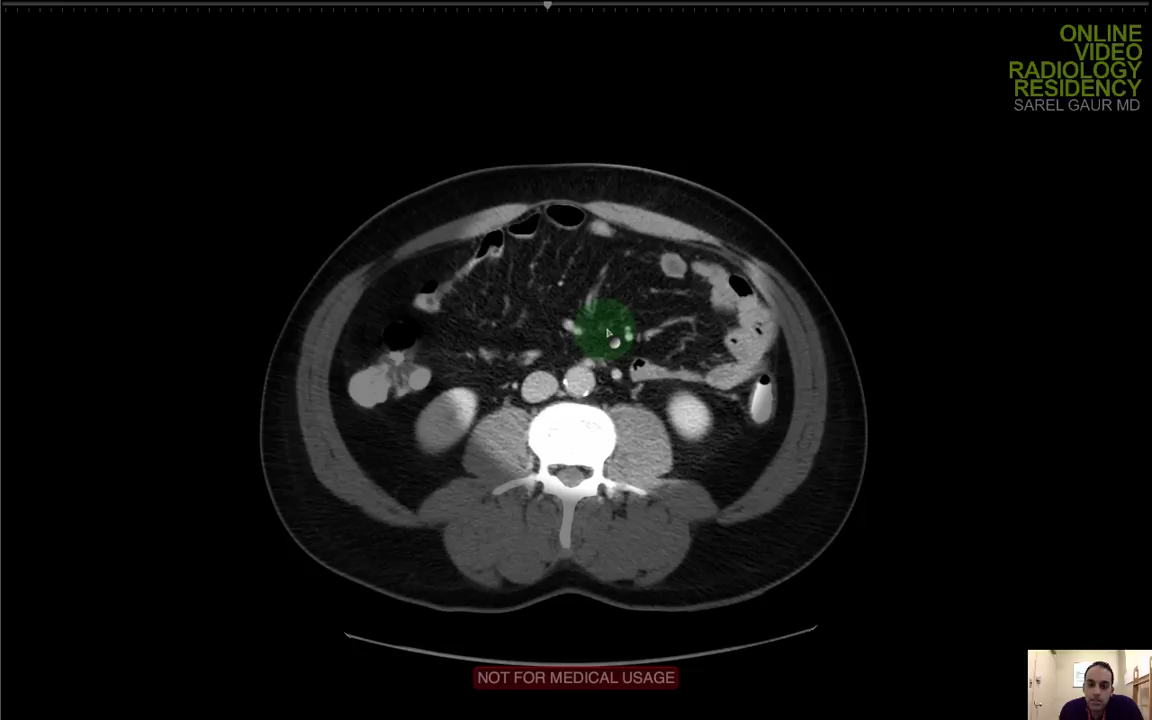 ONLINE
VIDEO
RADIOLOGY
RESIDENCY
SAREL GAUR MD
NOT FOR MEDICAL USAGE